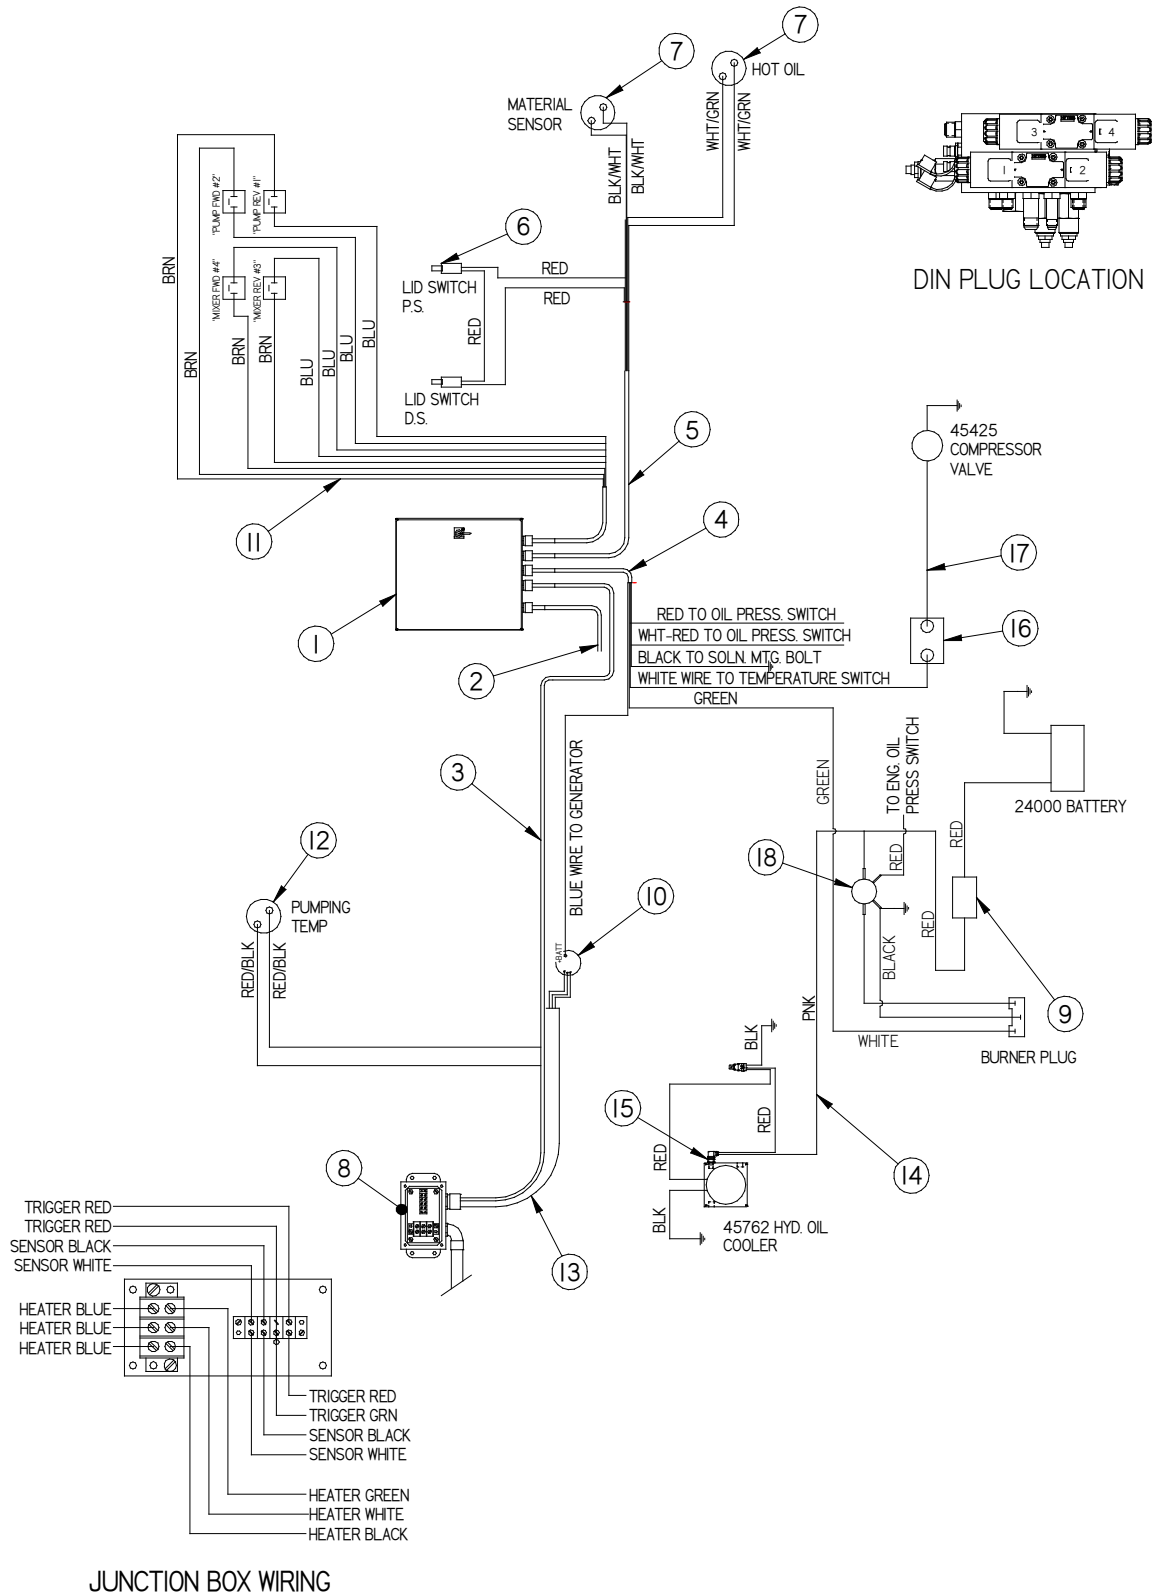 7
7
HOT OIL
MATERIAL
SENSOR
WHT/GRN
WHT/GRN
BLK/WHT
BLK/WHT
3
4
1
2
DIN PLUG LOCATION
"PUMP FWD #2"
"PUMP REV #1"
"MIXER FWD #4"
"MIXER REV #3"
BRN
BRN
BRN
BRN
BLU
BLU
BLU
BLU
6
LID SWITCH
P.S.
RED
RED
RED
LID SWITCH
D.S.
5
45425
COMPRESSOR
VALVE
11
4
17
1
2
RED TO OIL PRESS. SWITCH
WHT-RED TO OIL PRESS. SWITCH
BLACK TO SOLN. MTG. BOLT
WHITE WIRE TO TEMPERATURE SWITCH
GREEN
16
3
BLUE WIRE TO GENERATOR
GREEN
TO ENG. OIL
PRESS SWITCH
24000 BATTERY
12
PUMPING
TEMP
RED/BLK
RED/BLK
10
+BATT
18
RED
RED
RED
BLACK
9
PNK
WHITE
BURNER PLUG
BLK
15
RED
RED
BLK
14
45762 HYD. OIL
COOLER
8
13
TRIGGER RED
TRIGGER RED
SENSOR BLACK
SENSOR WHITE
HEATER BLUE
HEATER BLUE
HEATER BLUE
TRIGGER RED
TRIGGER GRN
SENSOR BLACK
SENSOR WHITE
HEATER GREEN
HEATER WHITE
HEATER BLACK
JUNCTION BOX WIRING